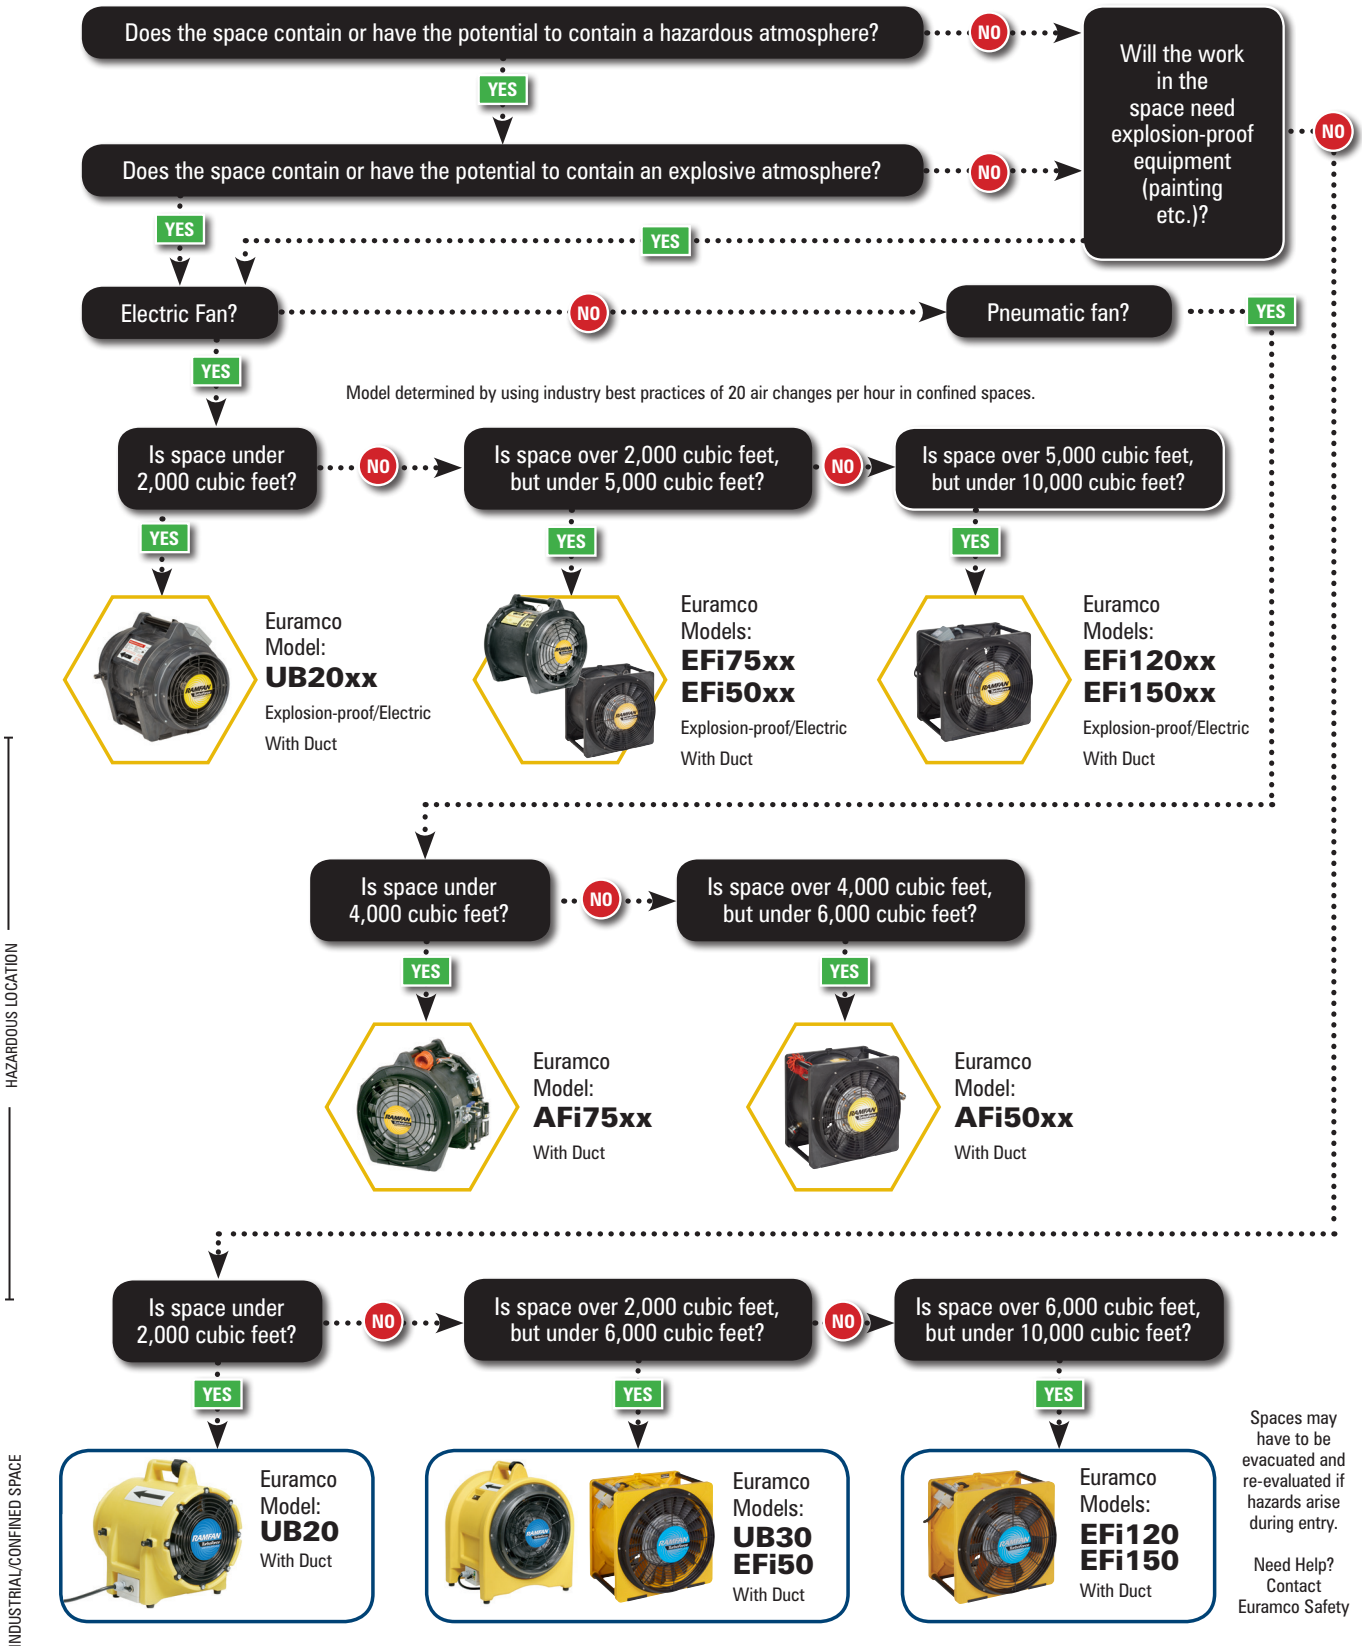 Does the space contain or have the potential to contain a hazardous atmosphere?
NO
Will the work
in the
space need
explosion-proof
equipment
(painting
etc.)?
NO
YES
Does the space contain or have the potential to contain an explosive atmosphere?
NO
YES
YES
Electric Fan?
NO
Pneumatic fan?
YES
YES
Model determined by using industry best practices of 20 air changes per hour in confined spaces.
Is space under
2,000 cubic feet?
NO
Is space over 2,000 cubic feet,
but under 5,000 cubic feet?
NO
Is space over 5,000 cubic feet,
but under 10,000 cubic feet?
YES
YES
YES
RAMFAN
Euramco
Model:
UB20xx
Explosion-proof/Electric
With Duct
RAMFAN
Euramco
Models:
EFi75xx
EFi50xx
Explosion-proof/Electric
With Duct
RAMFAN
Euramco
Models:
EFi120xx
EFi150xx
Explosion-proof/Electric
With Duct
HAZARDOUS LOCATION
Is space under
4,000 cubic feet?
NO
Is space over 4,000 cubic feet,
but under 6,000 cubic feet?
YES
YES
RAMFAN
Euramco
Model:
AFi75xx
With Duct
RAMFAN
Euramco
Model:
AFi50xx
With Duct
Is space under
2,000 cubic feet?
NO
Is space over 2,000 cubic feet,
but under 6,000 cubic feet?
NO
Is space over 6,000 cubic feet,
but under 10,000 cubic feet?
YES
YES
YES
INDUSTRIAL/CONFINED SPACE
RAMFAN
Euramco
Model:
UB20
With Duct
RAMFAN
RAMFAN
Euramco
Models:
UB30
EFi50
With Duct
RAMFAN
Euramco
Models:
EFi120
EFi150
With Duct
Spaces may
have to be
evacuated and
re-evaluated if
hazards arise
during entry.
Need Help?
Contact
Euramco Safety